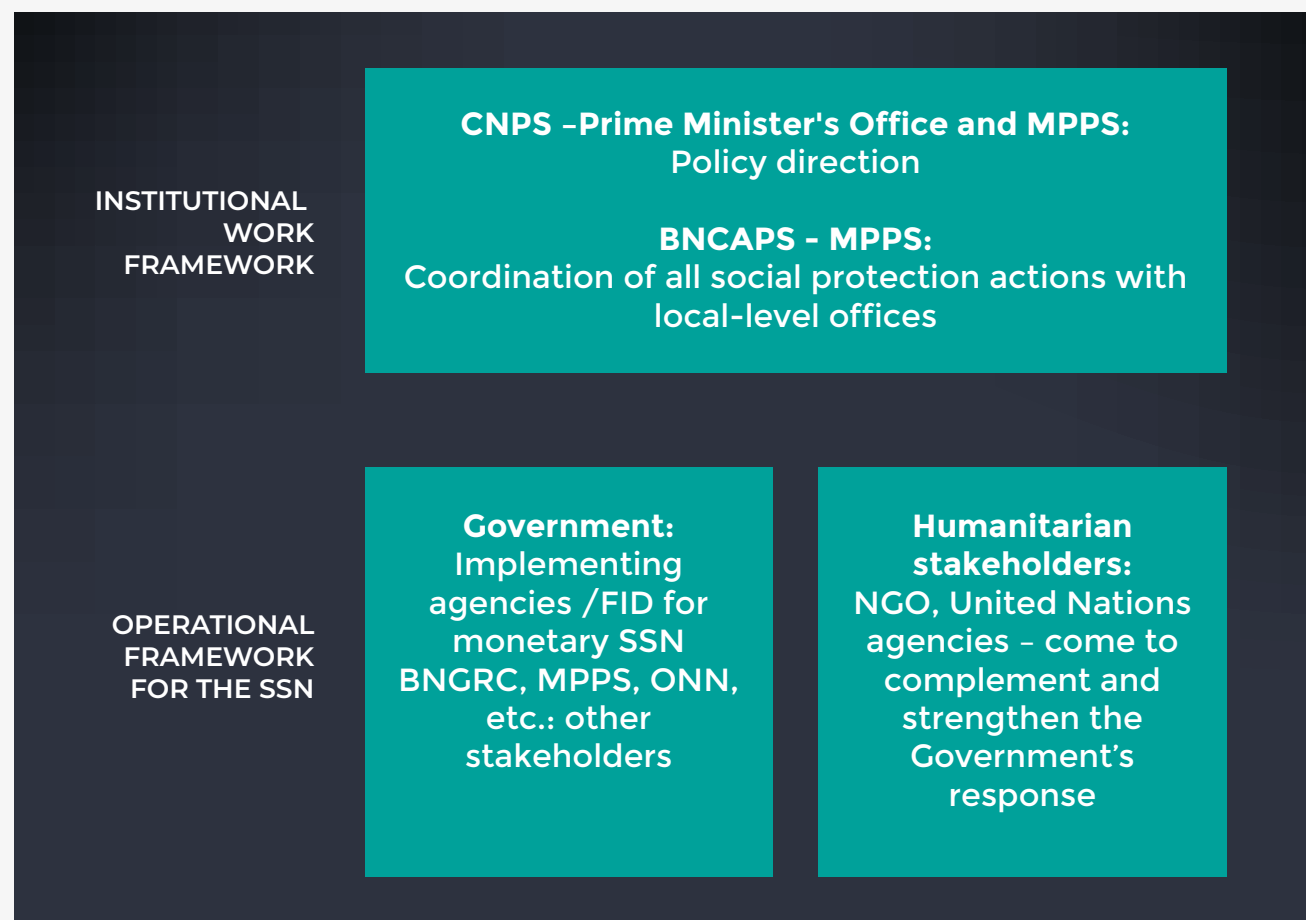 INSTITUTIONAL
WORK
FRAMEWORK
CNPS –Prime Minister's Office and MPPS:
Policy direction
BNCAPS - MPPS:
Coordination of all social protection actions with
local-level offices
OPERATIONAL
FRAMEWORK
FOR THE SSN
Government:
Implementing
agencies /FID for
monetary SSN
BNGRC, MPPS, ONN,
etc.: other
stakeholders
Humanitarian
stakeholders:
NGO, United Nations
agencies – come to
complement and
strengthen the
Government’s
response